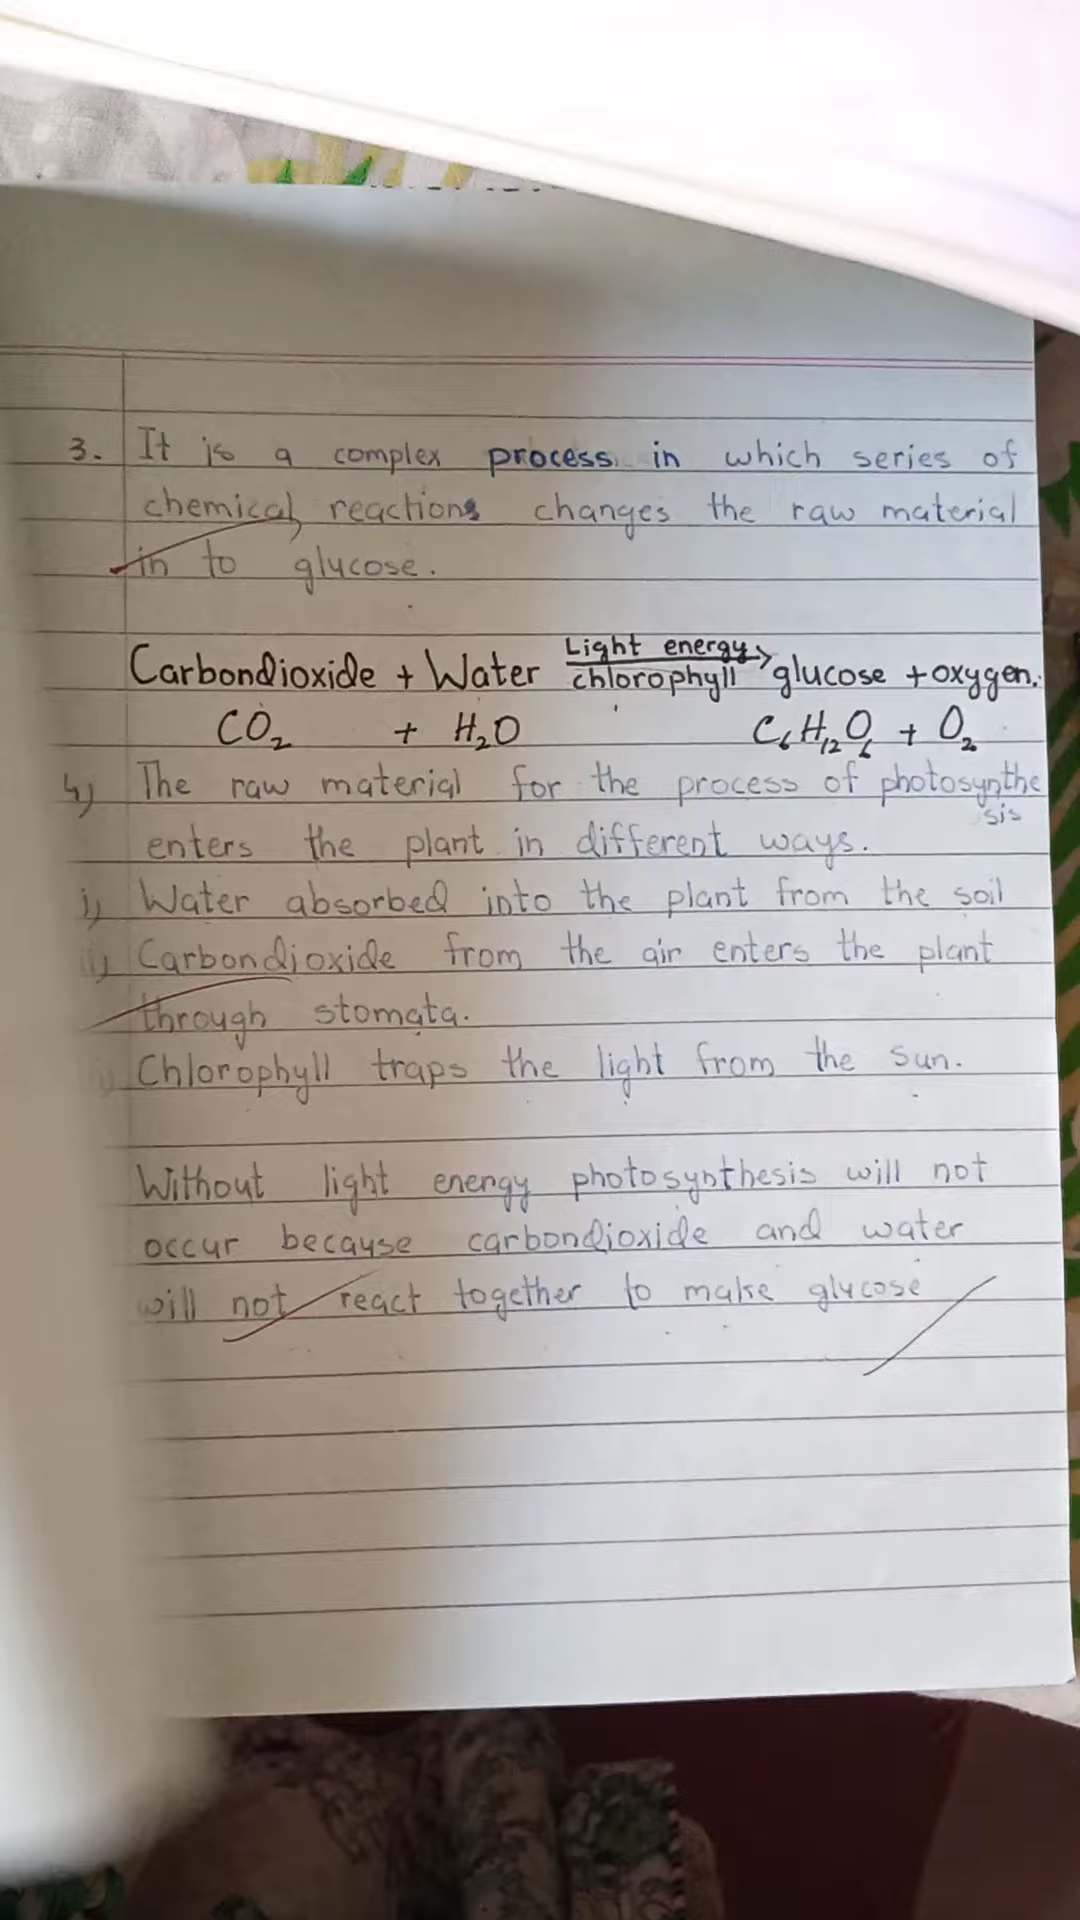 3. It is a complex process in which series of
chemical reactions changes the raw material
in to glucose.
Carbondioxide + Water Light energy
chlorophyll glucose + oxygen.
CO₂ + H₂O C₆H₁₂O₆ + O₂
4) The raw material for the process of photosynthe
sis
enters the plant in different ways.
i) Water absorbed into the plant from the soil
ii) Carbondioxide from the air enters the plant
through stomata.
Chlorophyll traps the light from the sun.
Without light energy photosynthesis will not
occur because carbondioxide and water
will not react together to make glucose